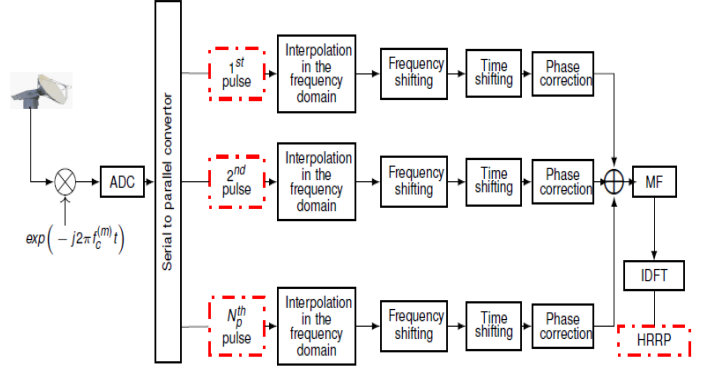 1st pulse
Interpolation
in the
frequency
domain
Frequency
shifting
Time
shifting
Phase
correction
Serial to parallel convertor
ADC
exp(− j2πf_c^(m) t)
2nd
pulse
Interpolation
in the
frequency
domain
Frequency
shifting
Time
shifting
Phase
correction
MF
IDFT
HRRP
N_p^th
pulse
Interpolation
in the
frequency
domain
Frequency
shifting
Time
shifting
Phase
correction